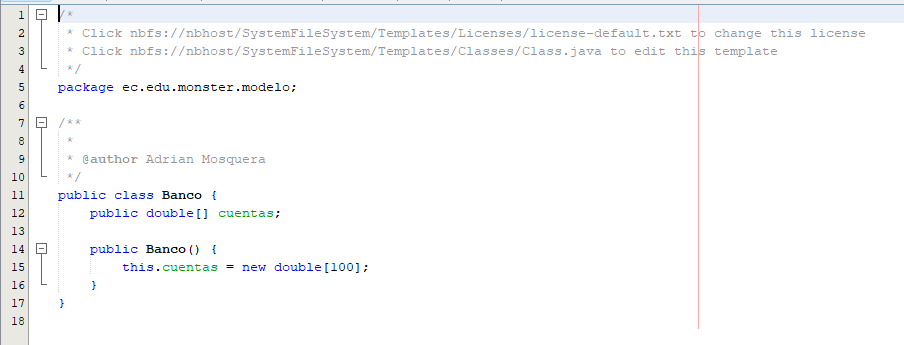 1 /*
2  * Click nbfs://nbhost/SystemFileSystem/Templates/Licenses/license-default.txt to change this license
3  * Click nbfs://nbhost/SystemFileSystem/Templates/Classes/Class.java to edit this template
4  */
5 package ec.edu.monster.modelo;
6
7 /**
8  *
9  * @author Adrian Mosquera
10  */
11 public class Banco {
12     public double[] cuentas;
13
14     public Banco() {
15         this.cuentas = new double[100];
16     }
17 }
18